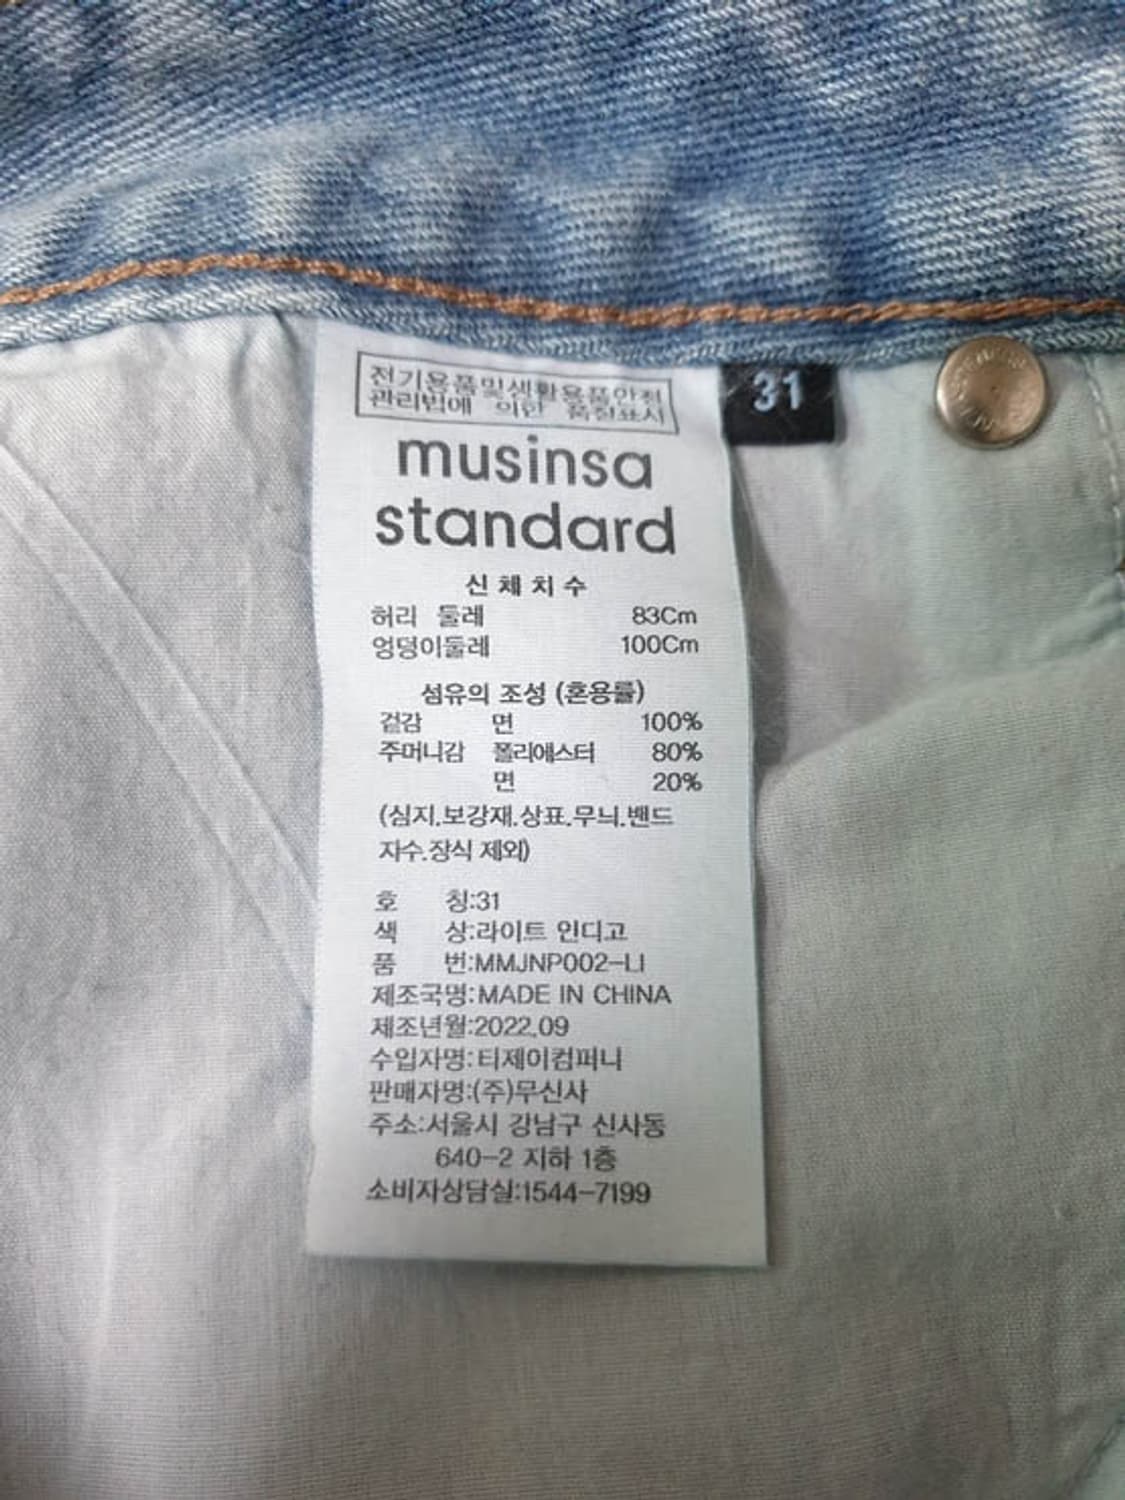 전기용품및생활용품안전
관리법에 의한 품질표시
31
musinsa
standard
신체치수
허리 둘레 83Cm
엉덩이둘레 100Cm
섬유의 조성 (혼용률)
겉감 면 100%
주머니감 폴리에스터 80%
면 20%
(심지.보강재.상표.무늬.밴드
자수.장식 제외)
호 칭:31
색 상:라이트 인디고
품 번:MMJNP002-LI
제조국명:MADE IN CHINA
제조년월:2022.09
수입자명:티제이컴퍼니
판매자명:(주)무신사
주소:서울시 강남구 신사동
640-2 지하 1층
소비자상담실:1544-7199